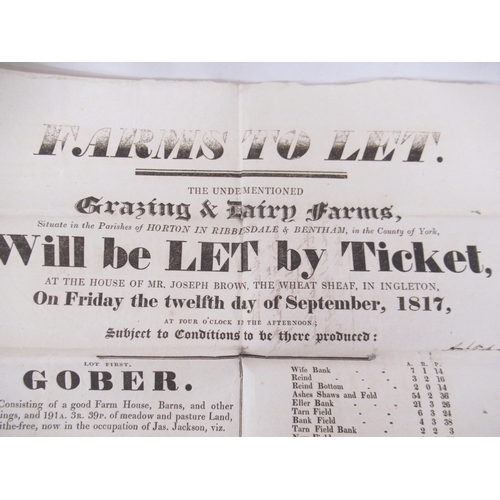 FARMS TO LET.
THE UNDEMENTIONED
Grazing & Dairy Farms,
Situate in the Parishes of HORTON IN RIBBLESDALE & BENTHAM, in the County of York,
Will be LET by Ticket,
AT THE HOUSE OF MR. JOSEPH BROWN, THE WHEAT SHEAF, IN INGLETON,
On Friday the twelfth day of September, 1817,
AT FOUR O'CLOCK IN THE AFTERNOON;
Subject to Conditions to be there produced:
LOT FIRST.
GOBER.
Consisting of a good Farm House, Barns, and other
ings, and 191A. 3R. 39P. of meadow and pasture Land,
ithe-free, now in the occupation of Jas. Jackson, viz.
A. R. P.
Wife Bank - - 7 1 14
Reind - - - 3 2 16
Reind Bottom - - 2 0 14
Ashes Shaws and Feld - 54 2 36
Eller Bank - - 21 3 26
Tarn Field - - 6 3 24
Bank Field - - 4 3 38
Tarn Field Bank - - 2 2 3